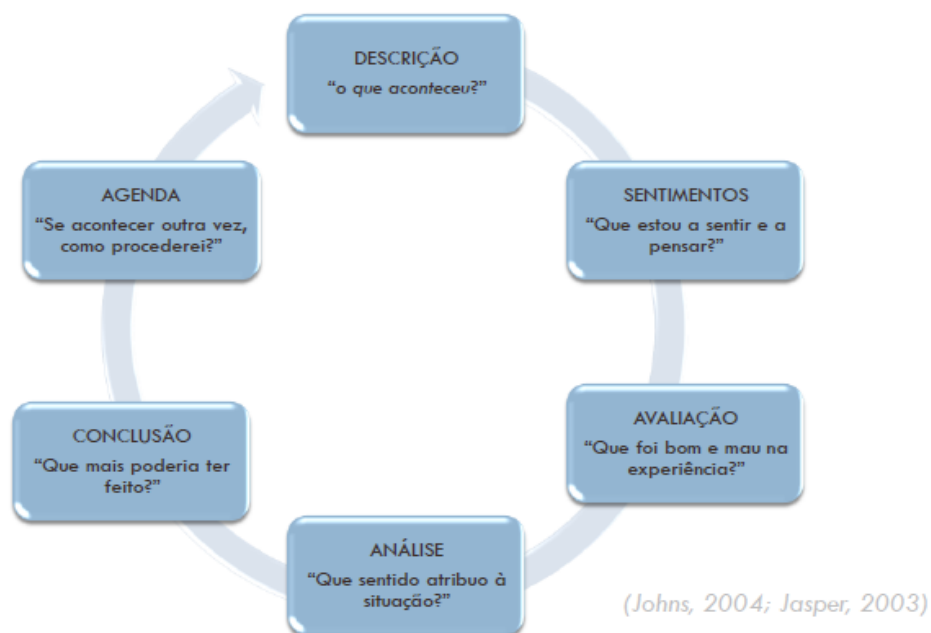 DESCRIÇÃO
“o que aconteceu?”
SENTIMENTOS
“Que estou a sentir e a
pensar?”
AVALIAÇÃO
“Que foi bom e mau na
experiência?”
ANÁLISE
“Que sentido atribuo à
situação?”
CONCLUSÃO
“Que mais poderia ter
feito?”
AGENDA
“Se acontecer outra vez,
como procederei?”
(Johns, 2004; Jasper, 2003)